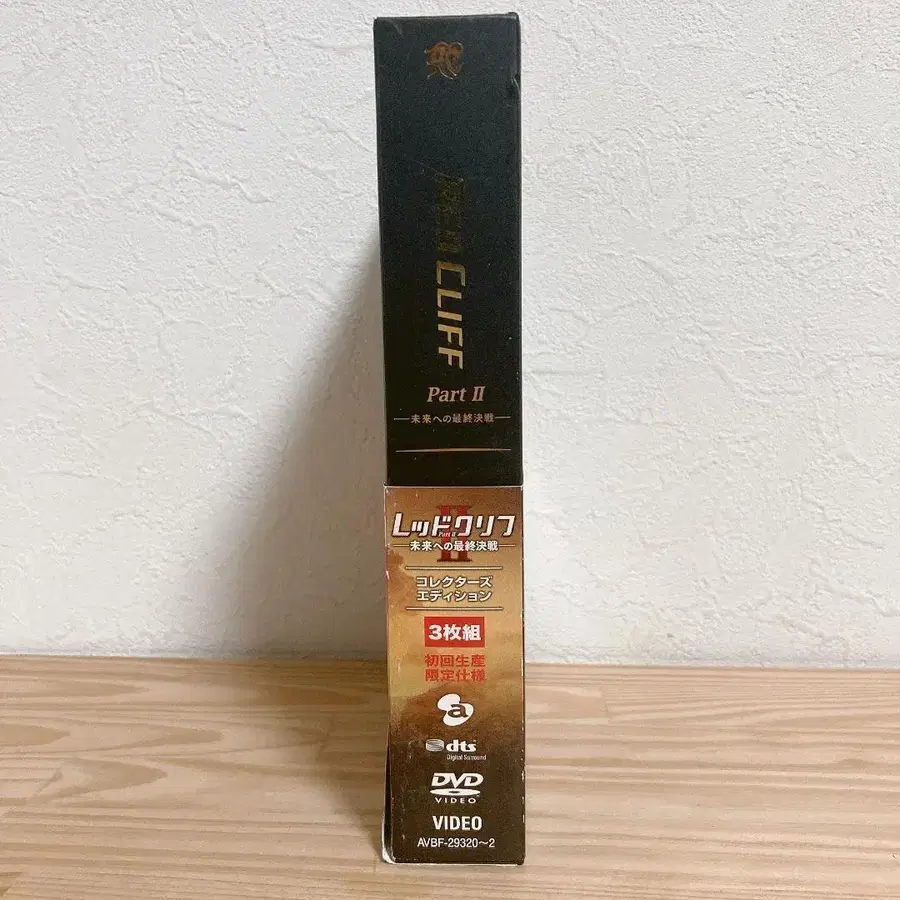 CLIFF
Part II
未来への最終決戦
レッドクリフ
Part II
未来への最終決戦
コレクターズ
エディション
3枚組
初回生産
限定仕様
a
dts
Digital Surround
DVD
VIDEO
VIDEO
AVBF-29320〜2